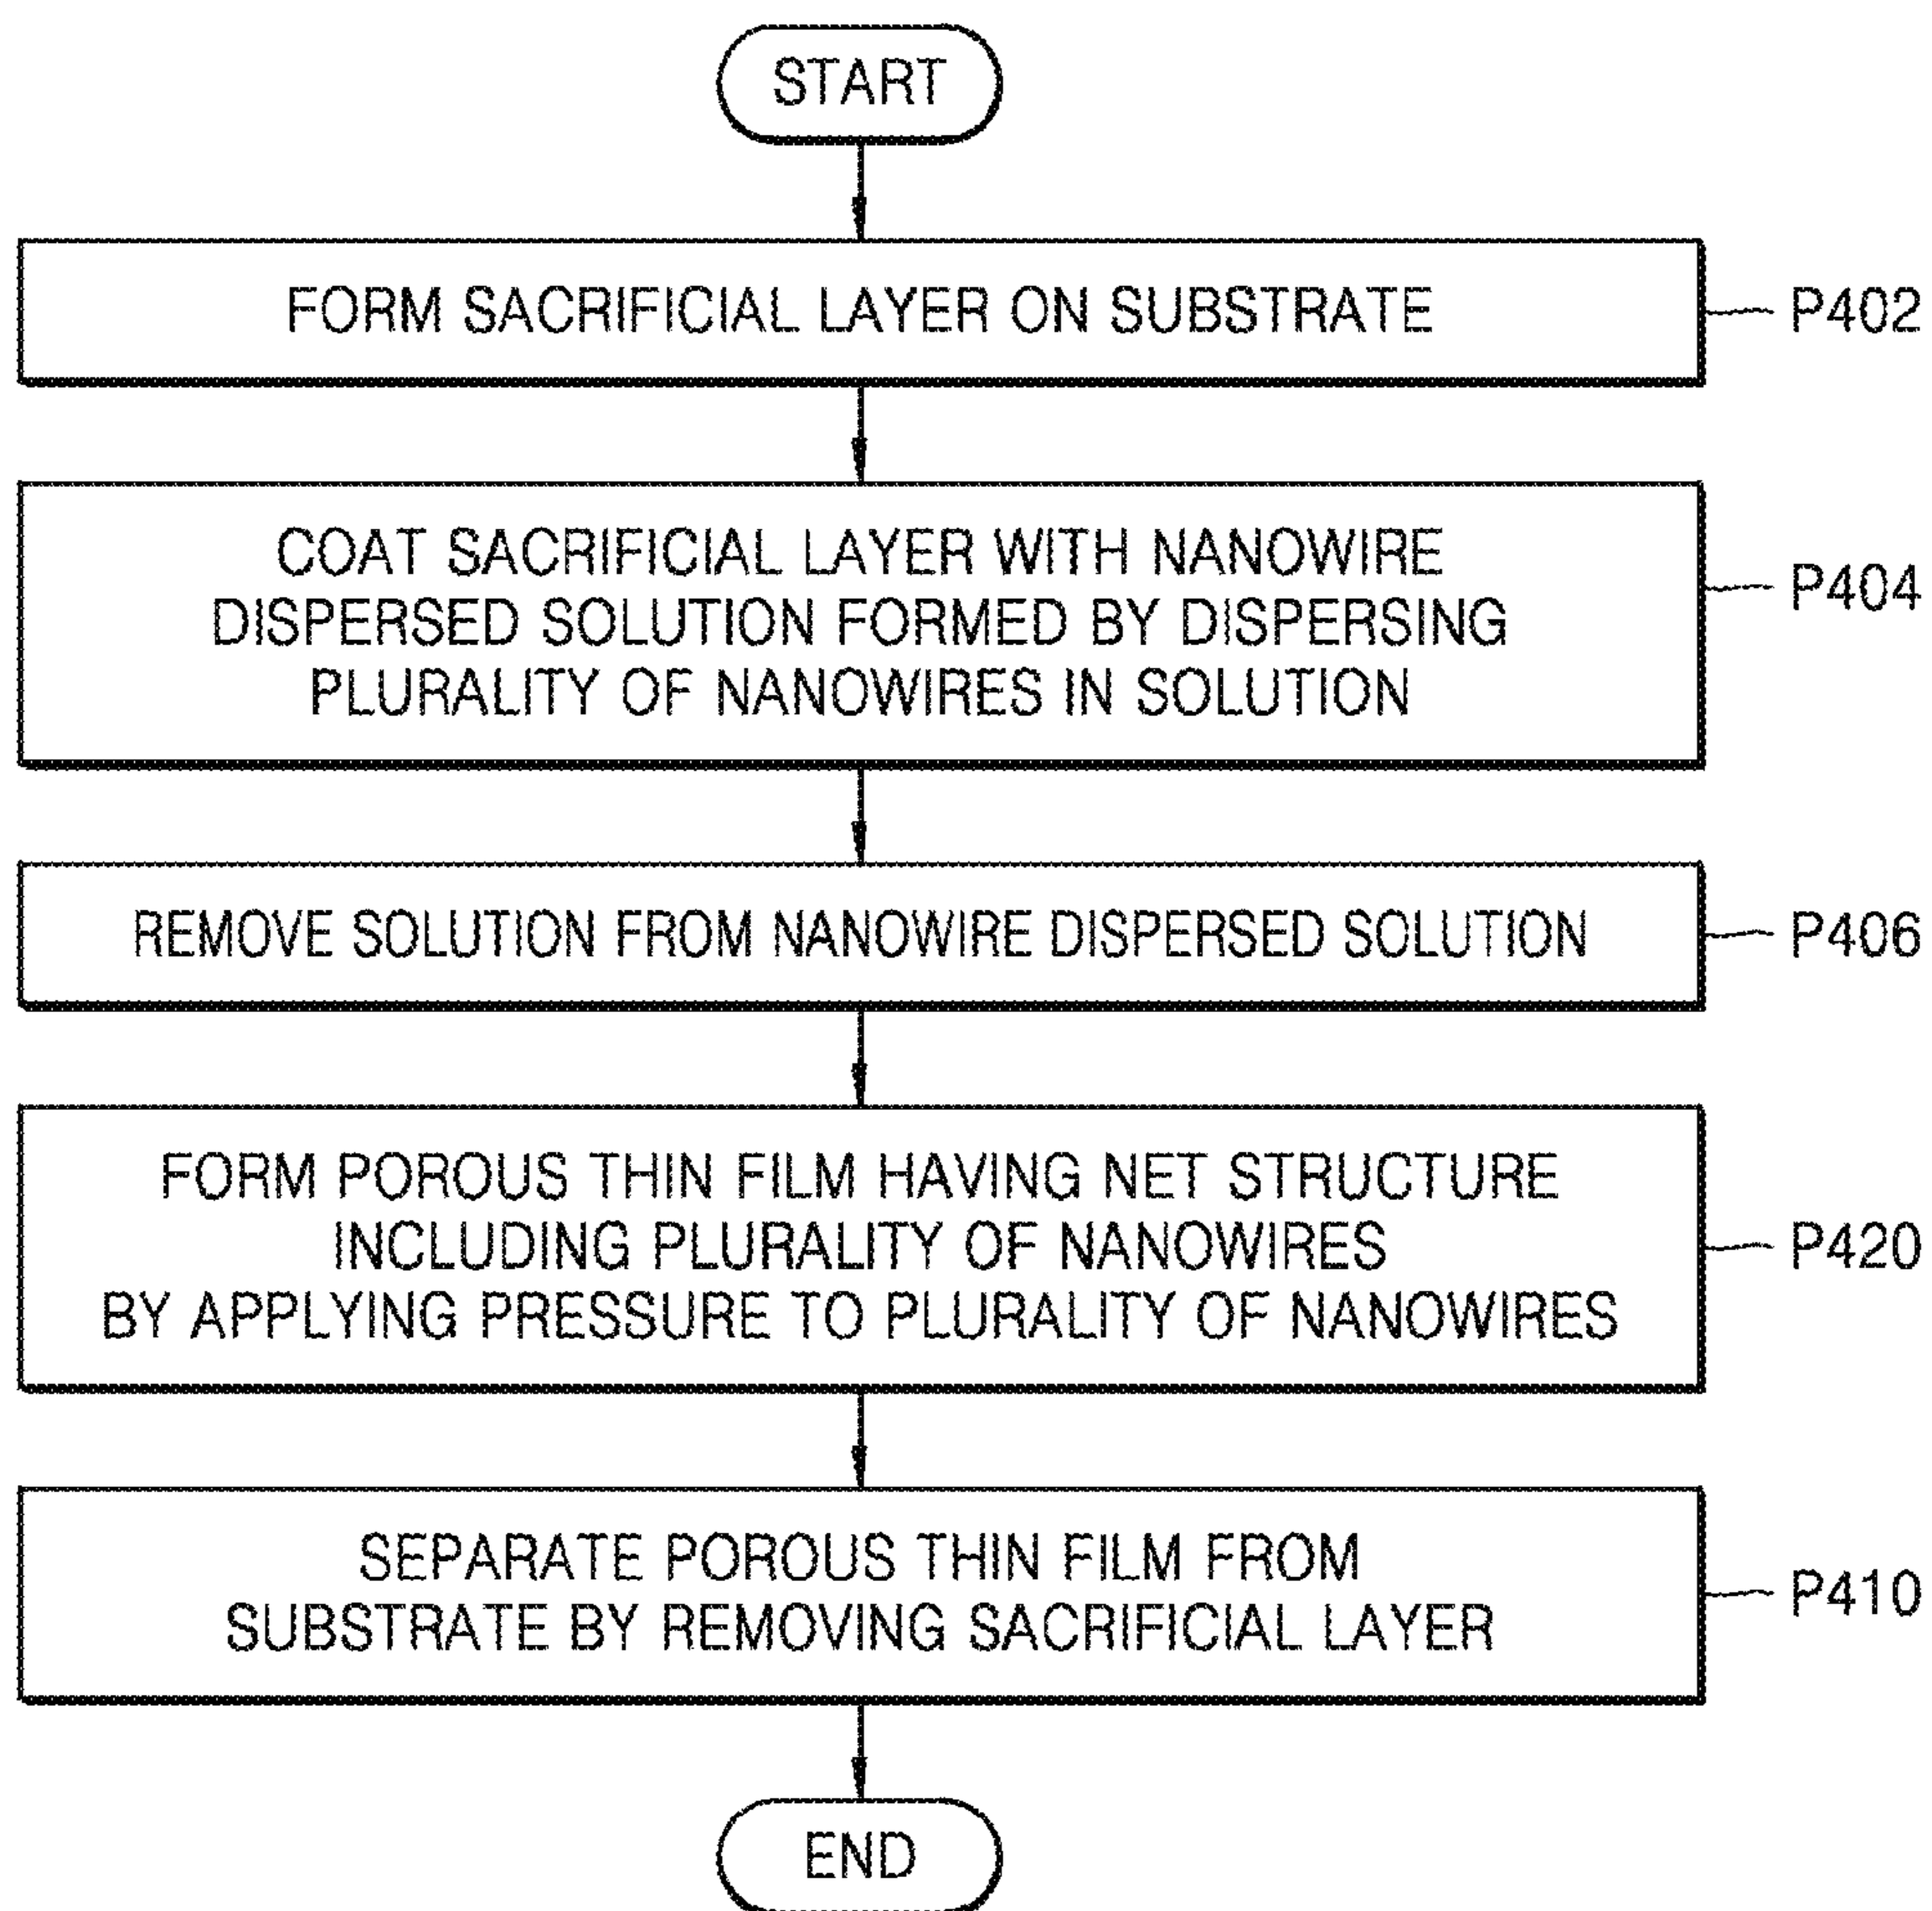 START
FORM SACRIFICIAL LAYER ON SUBSTRATE
P402
COAT SACRIFICIAL LAYER WITH NANOWIRE
DISPERSED SOLUTION FORMED BY DISPERSING
PLURALITY OF NANOWIRES IN SOLUTION
P404
REMOVE SOLUTION FROM NANOWIRE DISPERSED SOLUTION
P406
FORM POROUS THIN FILM HAVING NET STRUCTURE
INCLUDING PLURALITY OF NANOWIRES
BY APPLYING PRESSURE TO PLURALITY OF NANOWIRES
P420
SEPARATE POROUS THIN FILM FROM
SUBSTRATE BY REMOVING SACRIFICIAL LAYER
P410
END